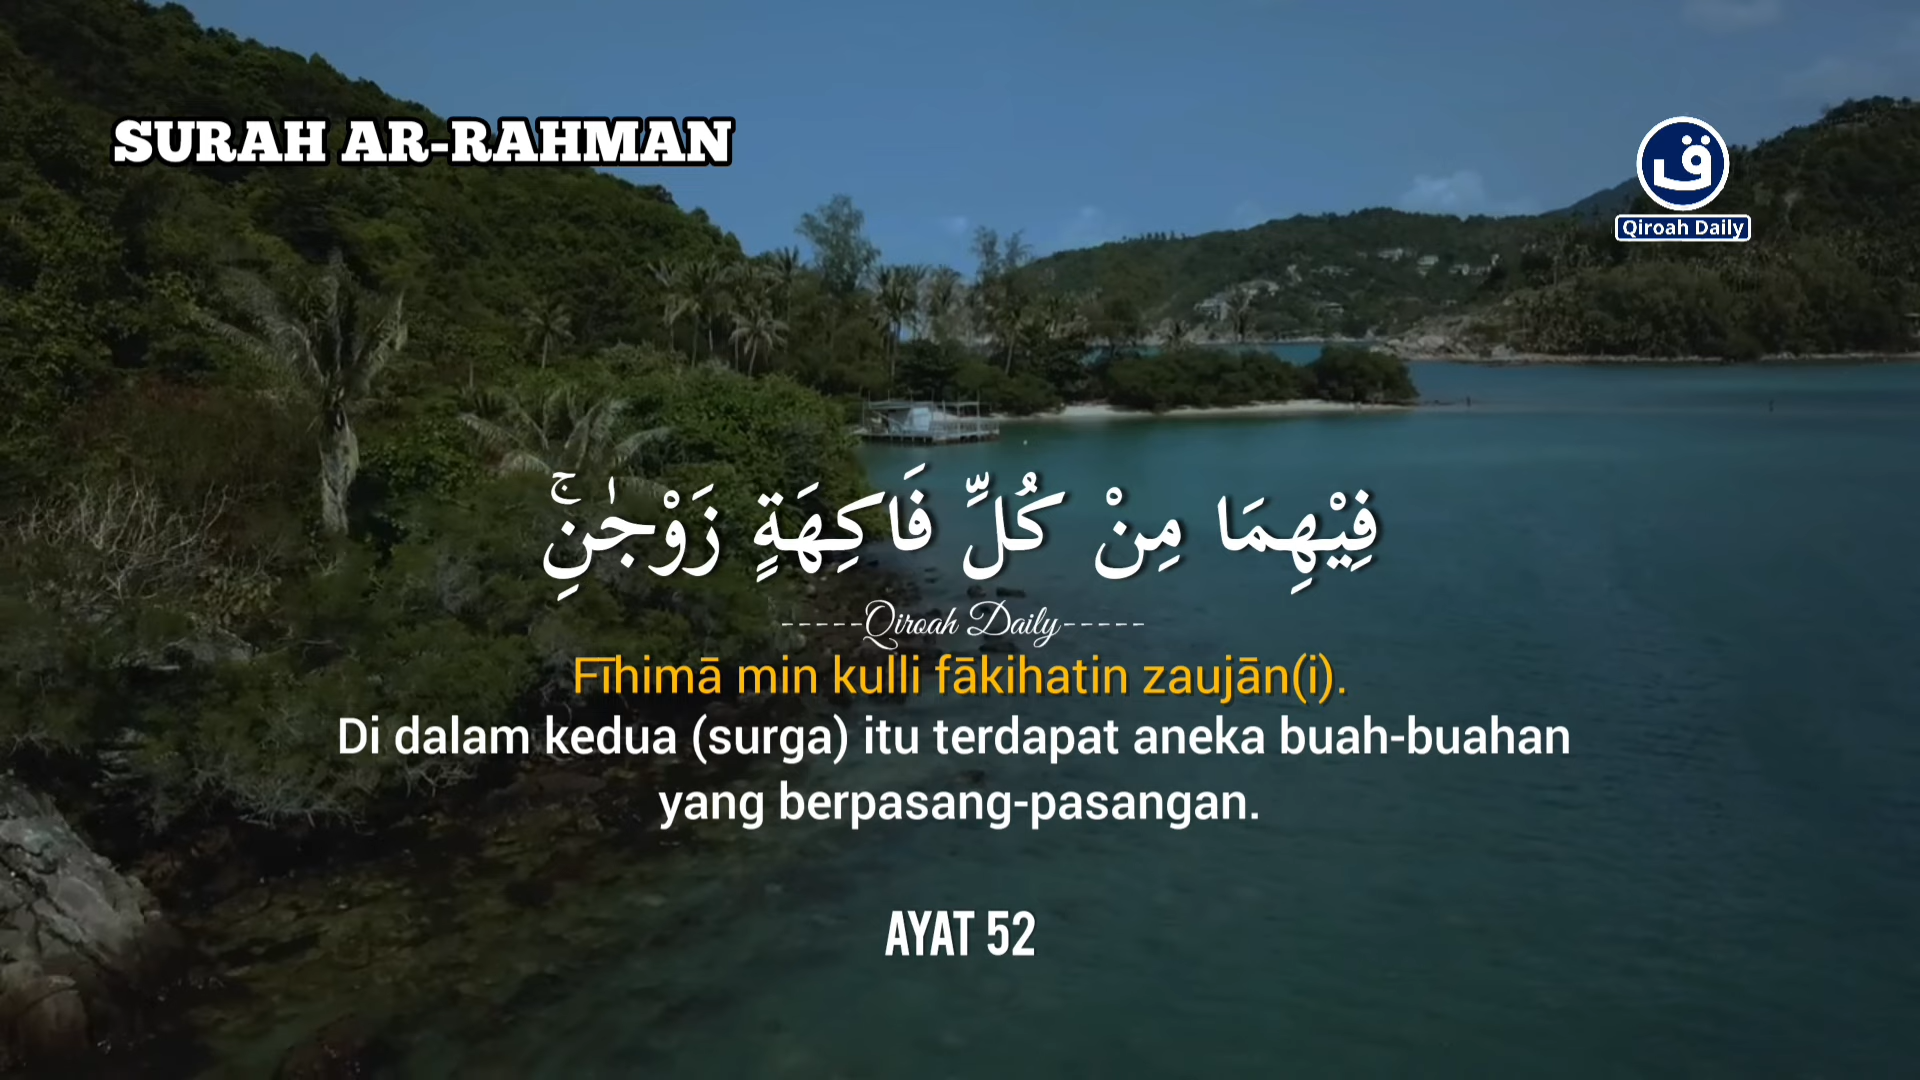 SURAH AR-RAHMAN
ق
Qiroah Daily
فِيْهِمَا مِنْ كُلِّ فَاكِهَةٍ زَوْجٰنِۚ
-----Qiroah Daily-----
Fīhimā min kulli fākihatin zaujān(i).
Di dalam kedua (surga) itu terdapat aneka buah-buahan
yang berpasang-pasangan.
AYAT 52